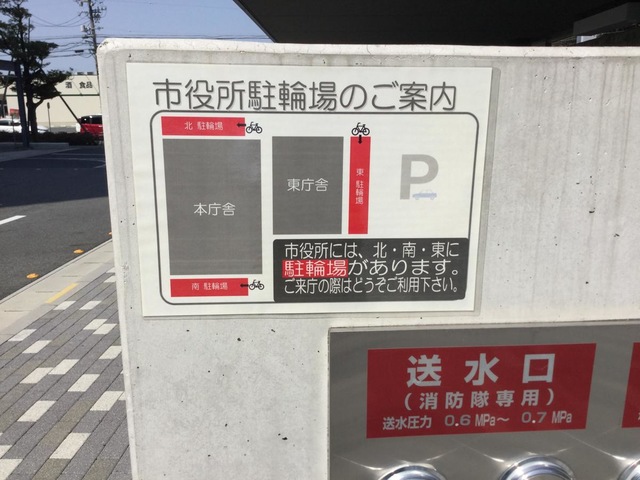 酒 食品
市役所駐輪場のご案内
北 駐輪場
本庁舎
東庁舎
東 駐輪場
P
南 駐輪場
市役所には、北・南・東に
駐輪場があります。
ご来庁の際はどうぞご利用下さい。
送水口
(消防隊専用)
送水圧力 0.6MPa～ 0.7MPa